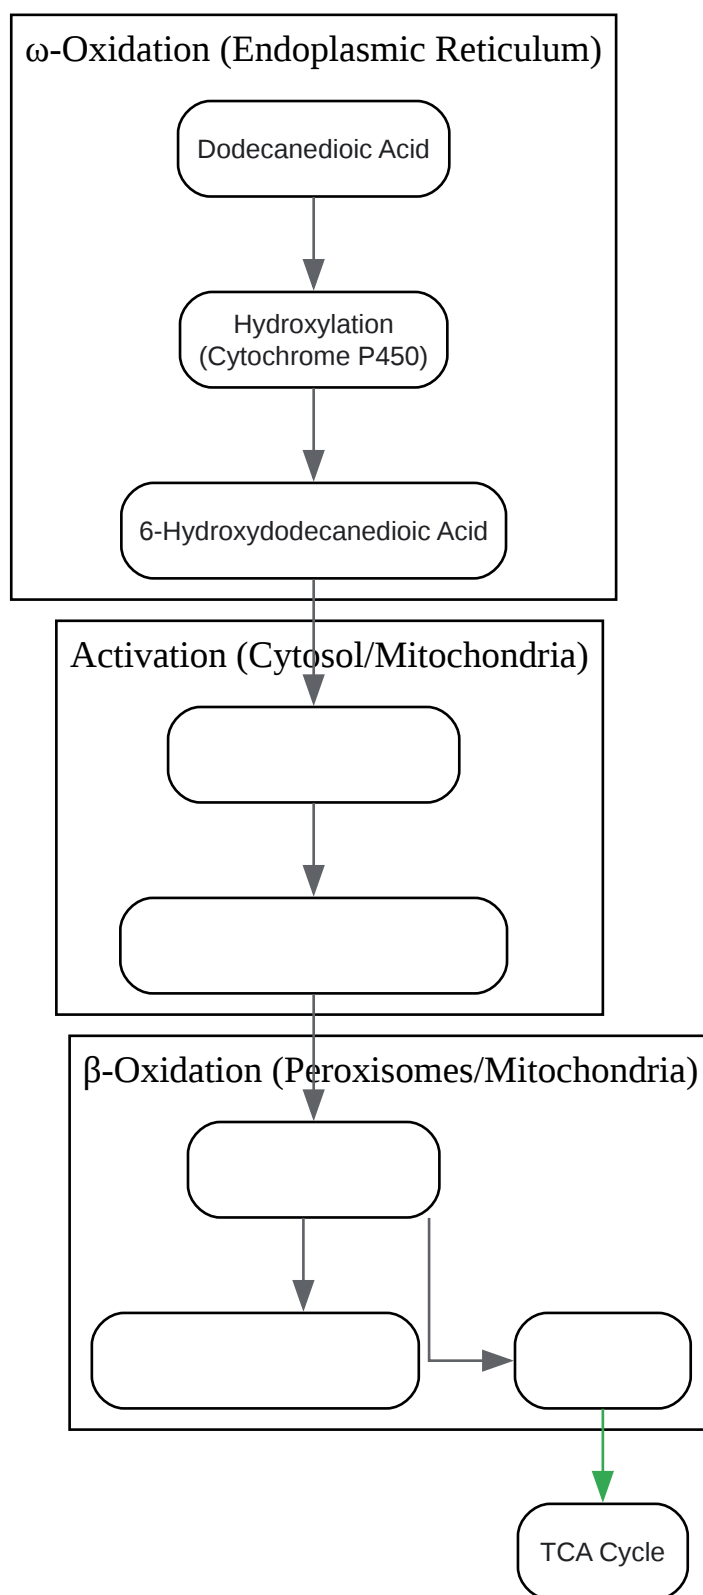 ω-Oxidation (Endoplasmic Reticulum)
Dodecanedioic Acid
Hydroxylation
(Cytochrome P450)
6-Hydroxydodecanedioic Acid
Activation (Cytosol/Mitochondria)
β-Oxidation (Peroxisomes/Mitochondria)
TCA Cycle